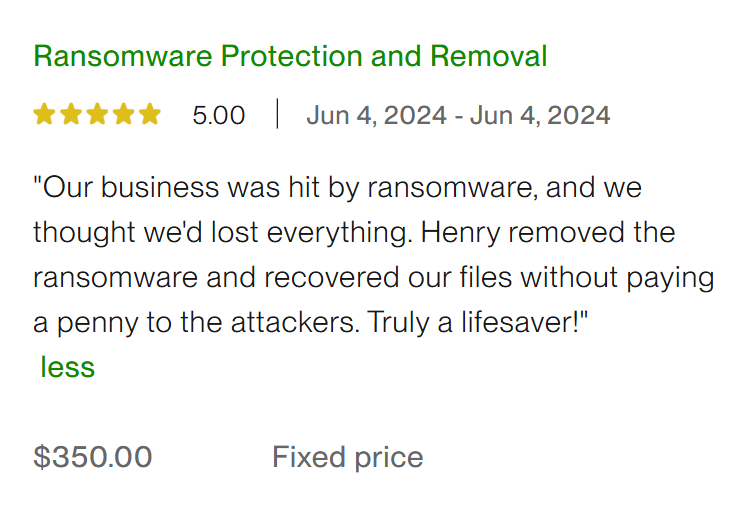 Ransomware Protection and Removal
5.00 | Jun 4, 2024 - Jun 4, 2024
"Our business was hit by ransomware, and we
thought we'd lost everything. Henry removed the
ransomware and recovered our files without paying
a penny to the attackers. Truly a lifesaver!"
less
$350.00 Fixed price